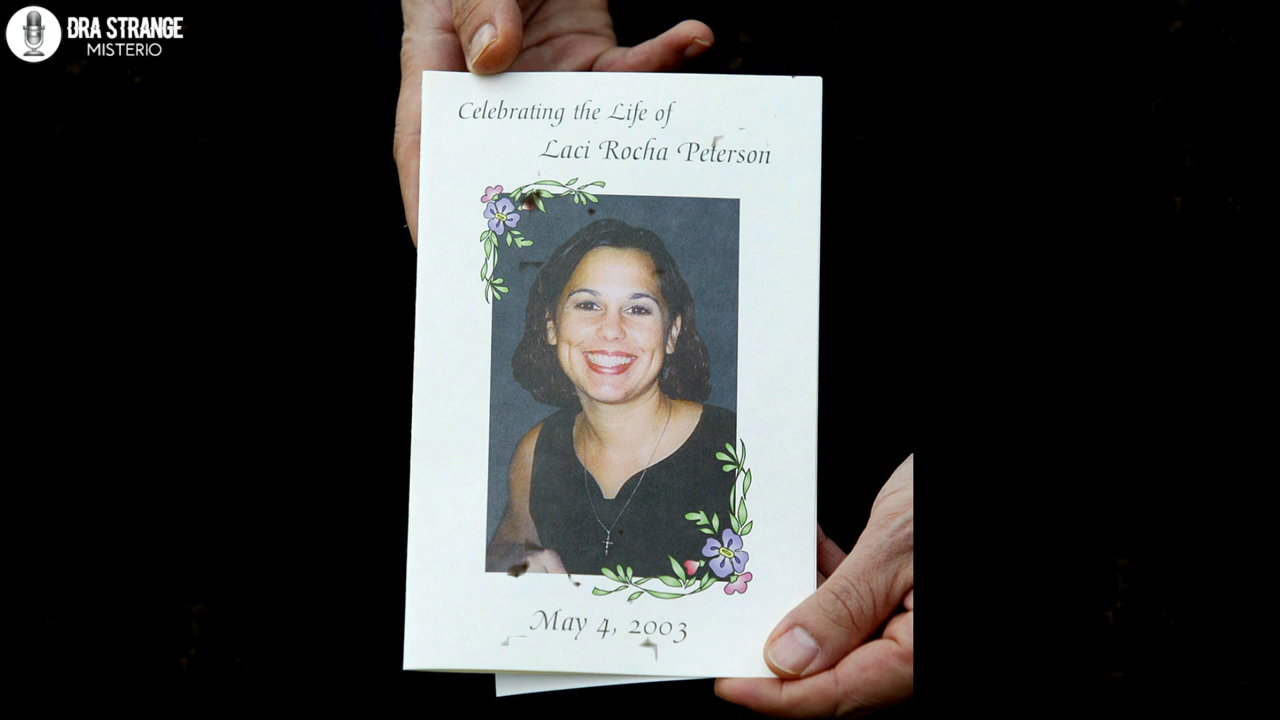 DRA STRANGE
MISTERIO
Celebrating the Life of
Laci Rocha Peterson
May 4, 2003